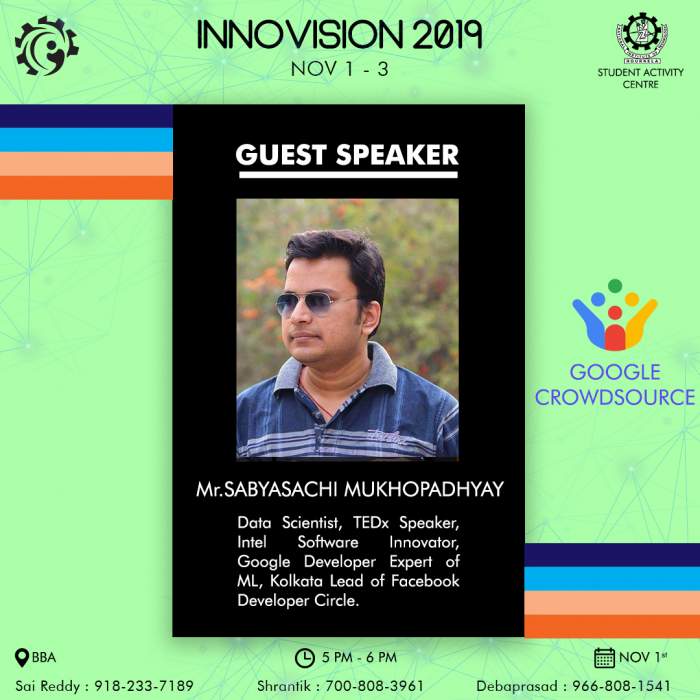 INNOVISION 2019
NOV 1 - 3
STUDENT ACTIVITY
CENTRE
GUEST SPEAKER
GOOGLE
CROWDSOURCE
Mr.SABYASACHI MUKHOPADHYAY
Data Scientist, TEDx Speaker,
Intel Software Innovator,
Google Developer Expert of
ML, Kolkata Lead of Facebook
Developer Circle.
BBA
5 PM - 6 PM
NOV 1st
Sai Reddy : 918-233-7189
Shrantik : 700-808-3961
Debaprasad : 966-808-1541